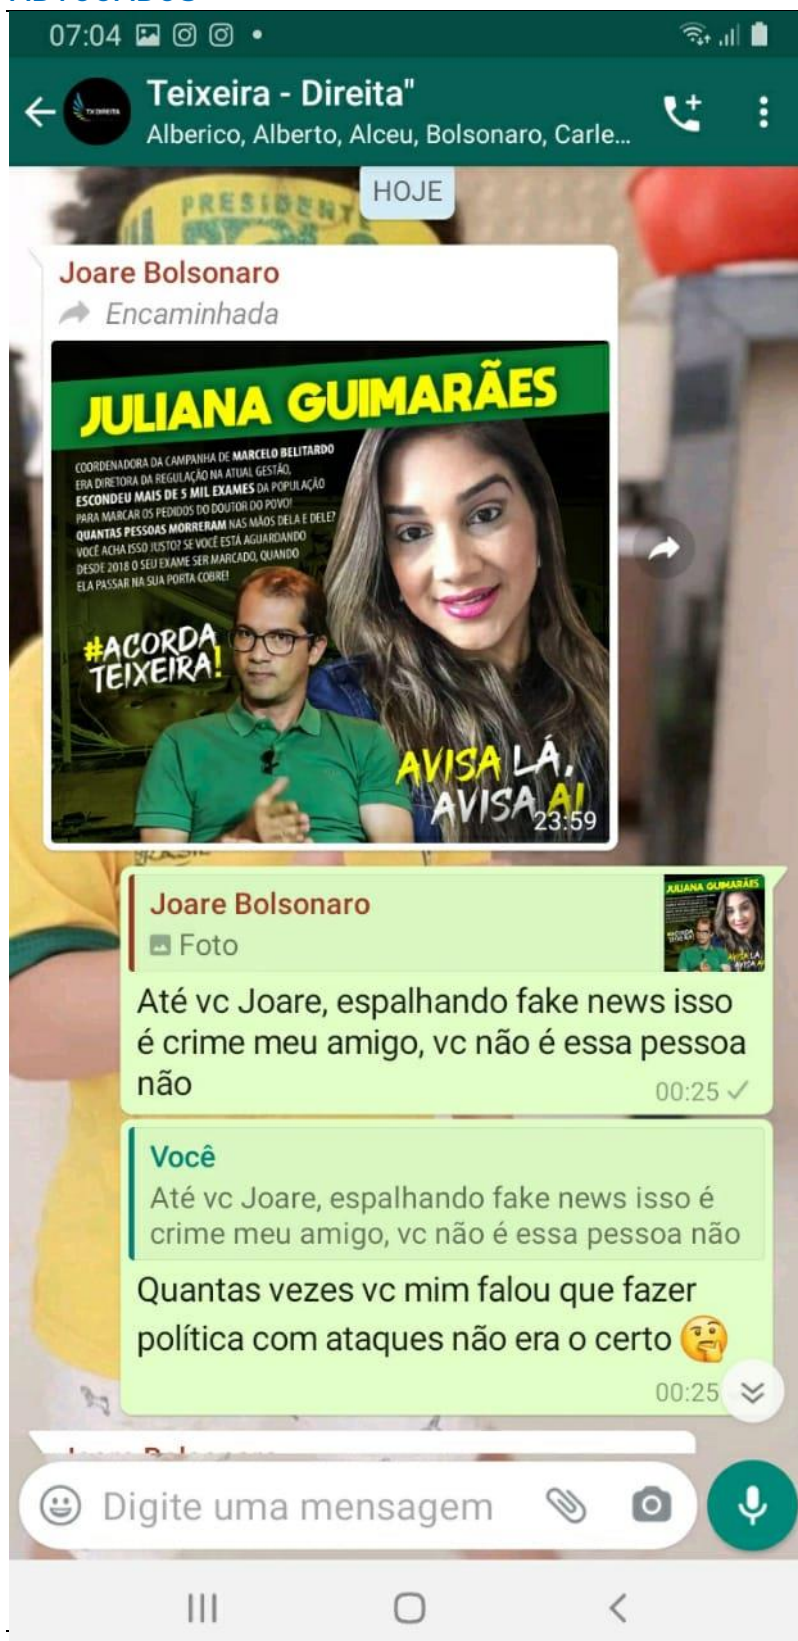 07:04
Teixeira - Direita"
Alberico, Alberto, Alceu, Bolsonaro, Carle...
TX DIREITA
PRESIDENTE
HOJE
Joare Bolsonaro
Encaminhada
JULIANA GUIMARÃES
COORDENADORA DA CAMPANHA DE MARCELO BELITARDO
ERA DIRETORA DA REGULAÇÃO NA ATUAL GESTÃO,
ESCONDEU MAIS DE 5 MIL EXAMES DA POPULAÇÃO
PARA MARCAR OS PEDIDOS DO DOUTOR DO POVO!
QUANTAS PESSOAS MORRERAM NAS MÃOS DELA E DELE?
VOCÊ ACHA ISSO JUSTO? SE VOCÊ ESTÁ AGUARDANDO
DESDE 2018 O SEU EXAME SER MARCADO, QUANDO
ELA PASSAR NA SUA PORTA COBRE!
#ACORDA
TEIXEIRA!
AVISA LÁ,
AVISA AI
23:59
Joare Bolsonaro
Foto
Até vc Joare, espalhando fake news isso
é crime meu amigo, vc não é essa pessoa
não
00:25
Você
Até vc Joare, espalhando fake news isso é
crime meu amigo, vc não é essa pessoa não
Quantas vezes vc mim falou que fazer
política com ataques não era o certo 🤔
00:25
Digite uma mensagem